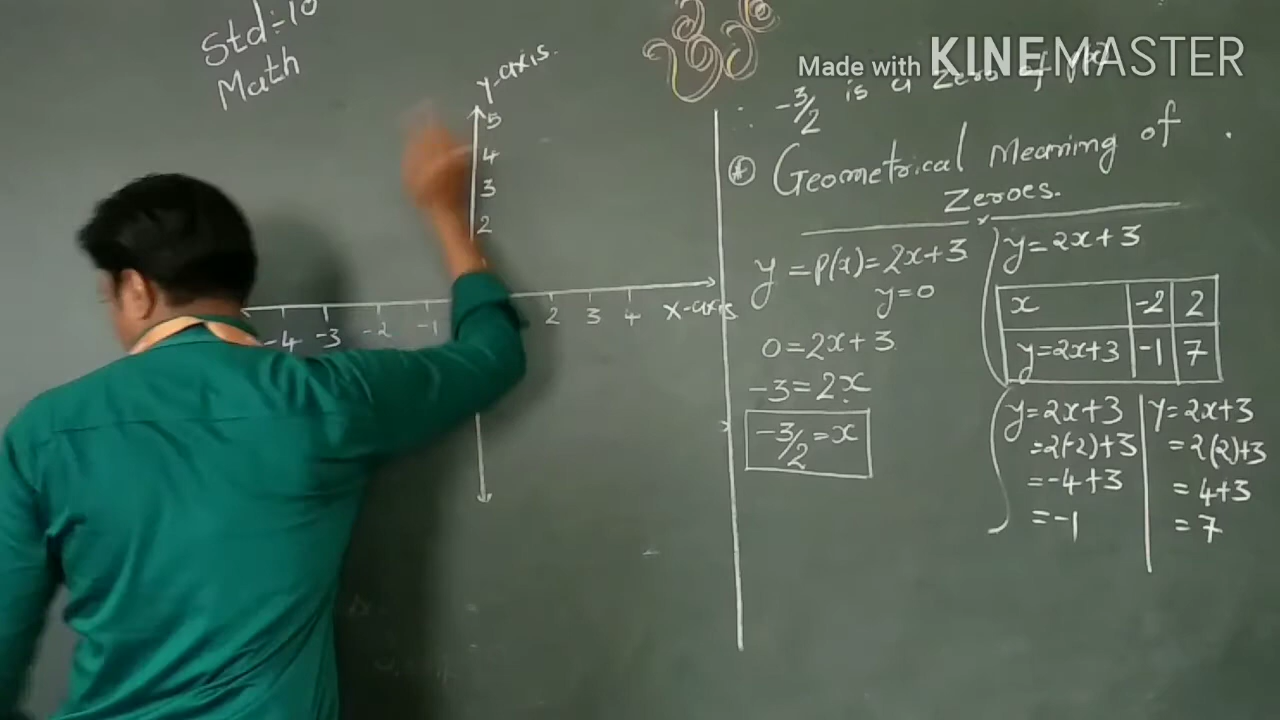 Std:-10
Math
Y-axis.
5
4
3
2
-4 -3 -2 -1 2 3 4 X-axis
Made with KINEMASTER
∴ -3/2 is a zero of
Geometrical Meaning of
Zeroes.
y = p(x) = 2x+3
y=0
0=2x+3
-3=2x
-3/2=x
y=2x+3
x -2 2
y=2x+3 -1 7
y=2x+3
=2(-2)+3
=-4+3
=-1
y=2x+3
=2(2)+3
=4+3
=7